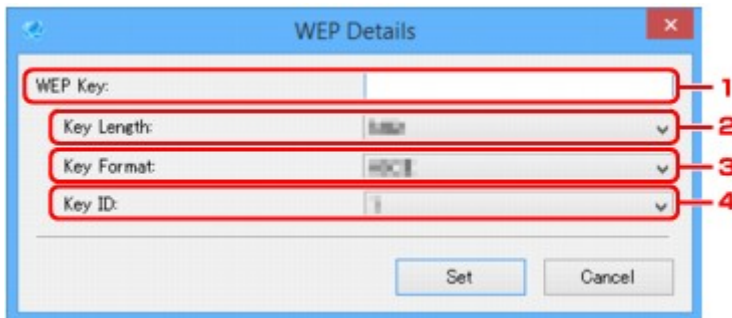 WEP Details
WEP Key: 1
Key Length: 2
Key Format: 3
Key ID: 4
Set Cancel